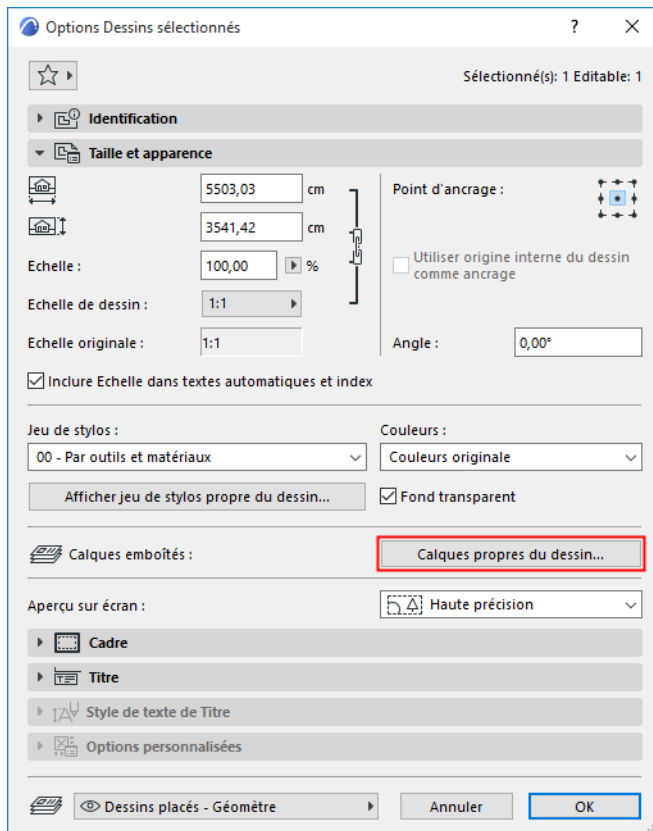 Options Dessins sélectionnés ?
Sélectionné(s): 1 Editable: 1
Identification
Taille et apparence
5503,03 cm Point d'ancrage :
3541,42 cm
Echelle : 100,00 % Utiliser origine interne du dessin
comme ancrage
Echelle de dessin : 1:1
Echelle originale : 1:1 Angle : 0,00°
Inclure Echelle dans textes automatiques et index
Jeu de stylos : Couleurs :
00 - Par outils et matériaux Couleurs originale
Afficher jeu de stylos propre du dessin... Fond transparent
Calques emboîtés : Calques propres du dessin...
Aperçu sur écran : Haute précision
Cadre
Titre
Style de texte de Titre
Options personnalisées
Dessins placés - Géomètre Annuler OK